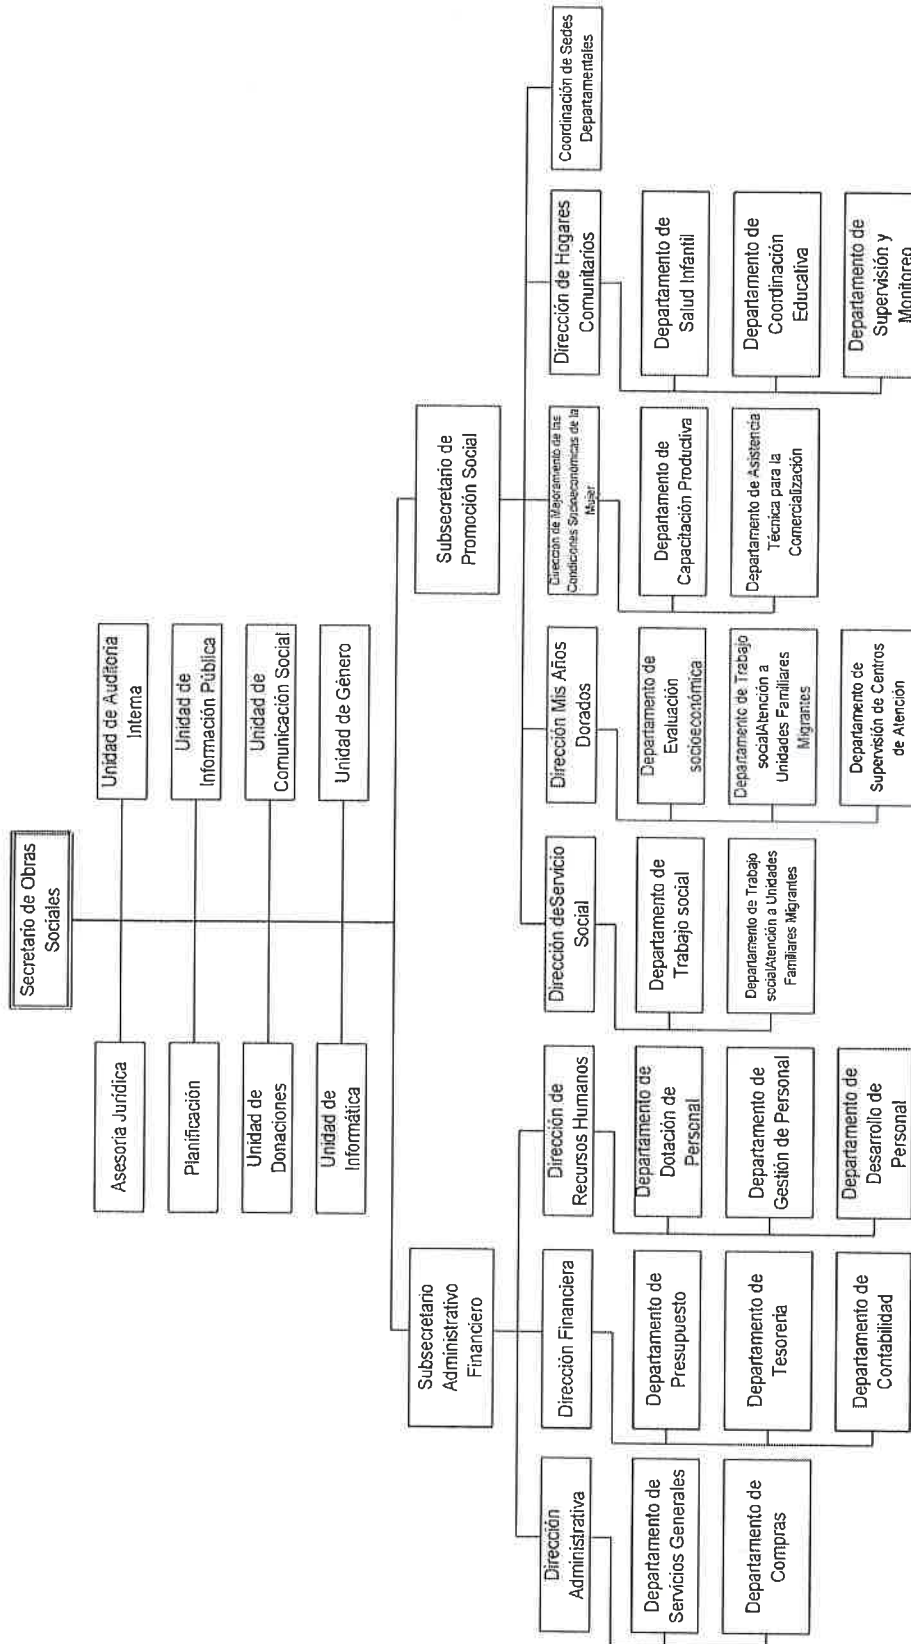 Secretario de Obras
Sociales
Asesoría Jurídica
Unidad de Auditoria
Interna
Planificación
Unidad de
Información Pública
Unidad de
Donaciones
Unidad de
Comunicación Social
Unidad de
Informática
Unidad de Género
Subsecretario
Administrativo
Financiero
Subsecretario de
Promoción Social
Dirección
Administrativa
Dirección Financiera
Dirección de
Recursos Humanos
Dirección deServicio
Social
Dirección Mis Años
Dorados
Dirección de Mejoramiento de las
Condiciones Socioeconómicas de la
Mujer
Dirección de Hogares
Comunitarios
Coordinación de Sedes
Departamentales
Departamento de
Servicios Generales
Departamento de
Presupuesto
Departamento de
Dotación de
Personal
Departamento de
Trabajo social
Departamento de
Evaluación
socioeconómica
Departamento de
Capacitación Productiva
Departamento de
Salud Infantil
Departamento de
Compras
Departamento de
Tesorería
Departamento de
Gestión de Personal
Departamento de Trabajo
socialAtención a Unidades
Familiares Migrantes
Departamento de Trabajo
socialAtención a
Unidades Familiares
Migrantes
Departamento de Asistencia
Técnica para la
Comercialización
Departamento de
Coordinación
Educativa
Departamento de
Contabilidad
Departamento de
Desarrollo de
Personal
Departamento de
Supervisión de Centros
de Atención
Departamento de
Supervisión y
Monitoreo